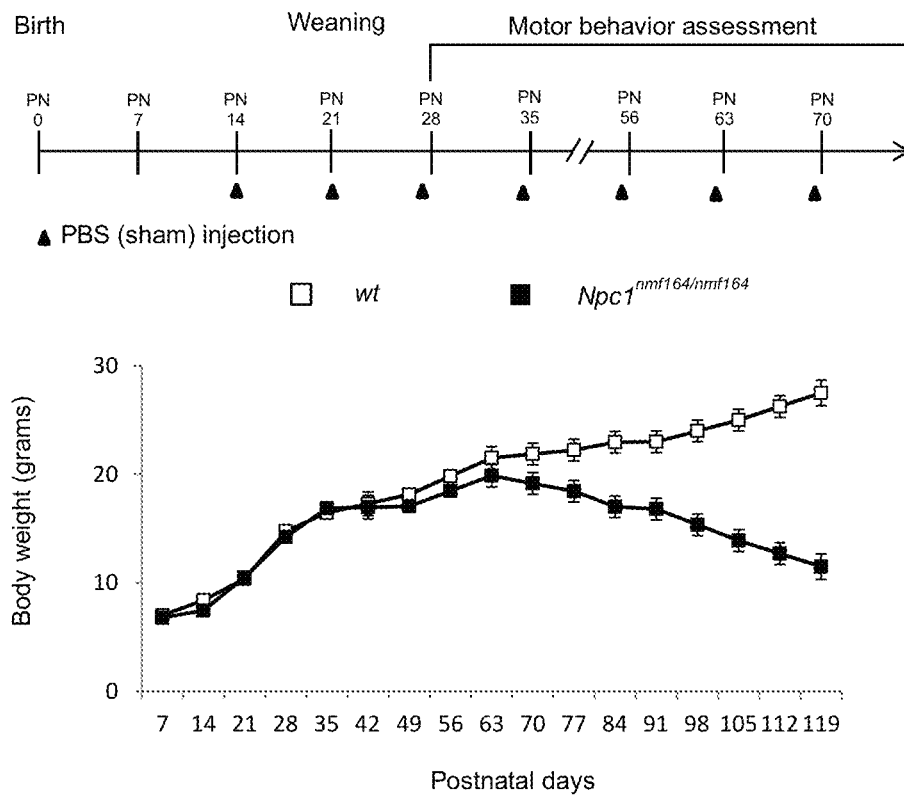 Birth Weaning Motor behavior assessment
PN PN PN PN PN PN PN PN PN
0 7 14 21 28 35 56 63 70
PBS (sham) injection
wt Npc1nmf164/nmf164
30
20
10
0
Body weight (grams)
7 14 21 28 35 42 49 56 63 70 77 84 91 98 105 112 119
Postnatal days